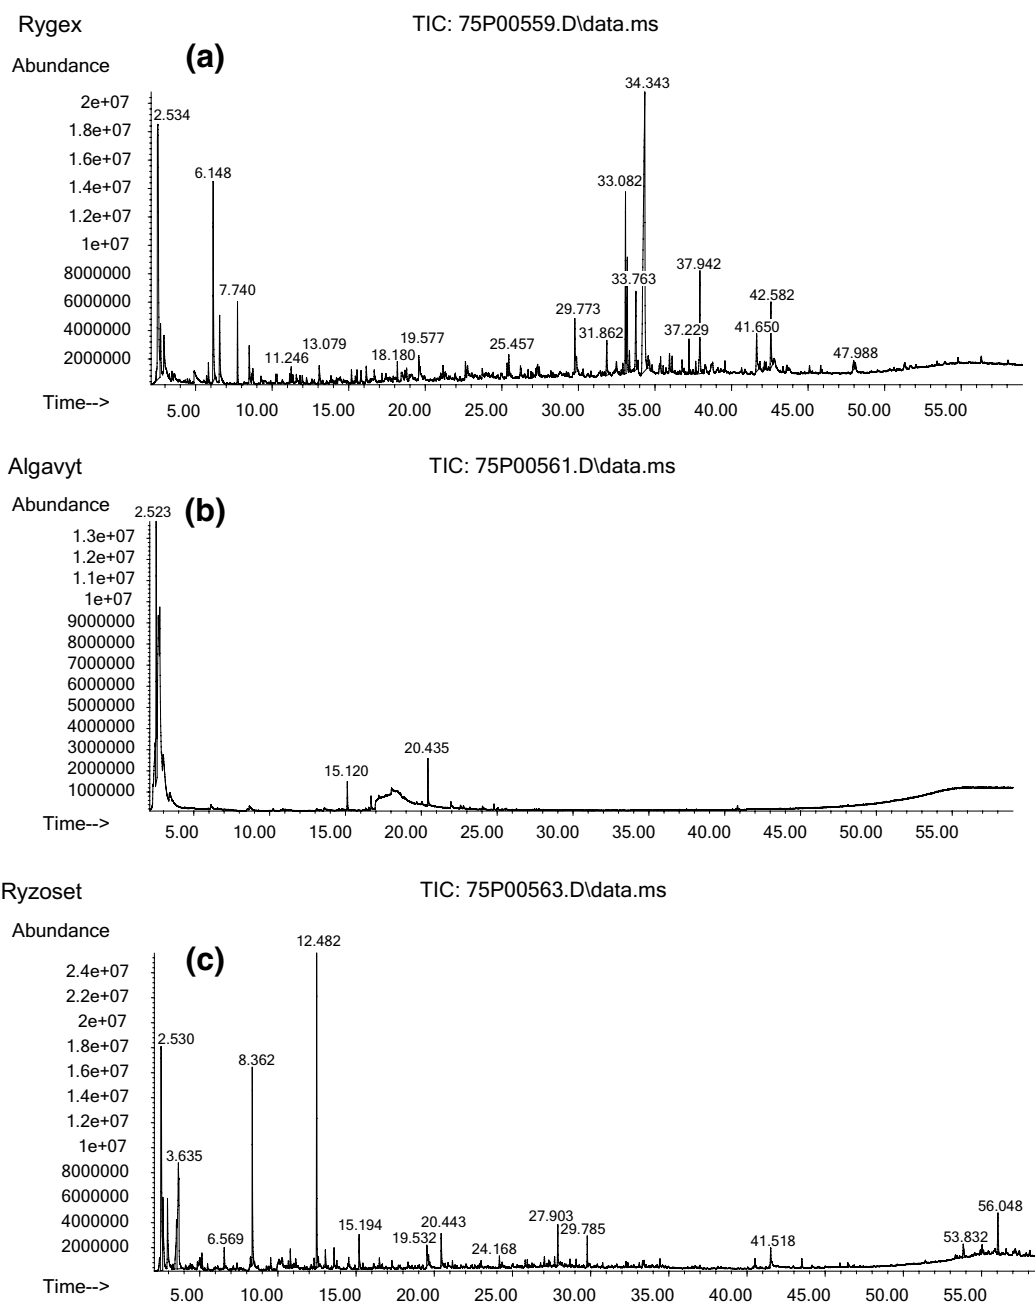 Rygex
TIC: 75P00559.D\data.ms
(a)
Abundance
2e+07
1.8e+07
1.6e+07
1.4e+07
1.2e+07
1e+07
8000000
6000000
4000000
2000000
2.534
6.148
7.740
11.246
13.079
18.180
19.577
25.457
29.773
31.862
33.082
33.763
34.343
37.229
37.942
41.650
42.582
47.988
Time-->
5.00 10.00 15.00 20.00 25.00 30.00 35.00 40.00 45.00 50.00 55.00
Algavyt
TIC: 75P00561.D\data.ms
Abundance
(b)
1.3e+07
1.2e+07
1.1e+07
1e+07
9000000
8000000
7000000
6000000
5000000
4000000
3000000
2000000
1000000
2.523
15.120
20.435
Time-->
5.00 10.00 15.00 20.00 25.00 30.00 35.00 40.00 45.00 50.00 55.00
Ryzoset
TIC: 75P00563.D\data.ms
Abundance
(c)
2.4e+07
2.2e+07
2e+07
1.8e+07
1.6e+07
1.4e+07
1.2e+07
1e+07
8000000
6000000
4000000
2000000
2.530
3.635
6.569
8.362
12.482
15.194
19.532
20.443
24.168
27.903
29.785
41.518
53.832
56.048
Time-->
5.00 10.00 15.00 20.00 25.00 30.00 35.00 40.00 45.00 50.00 55.00